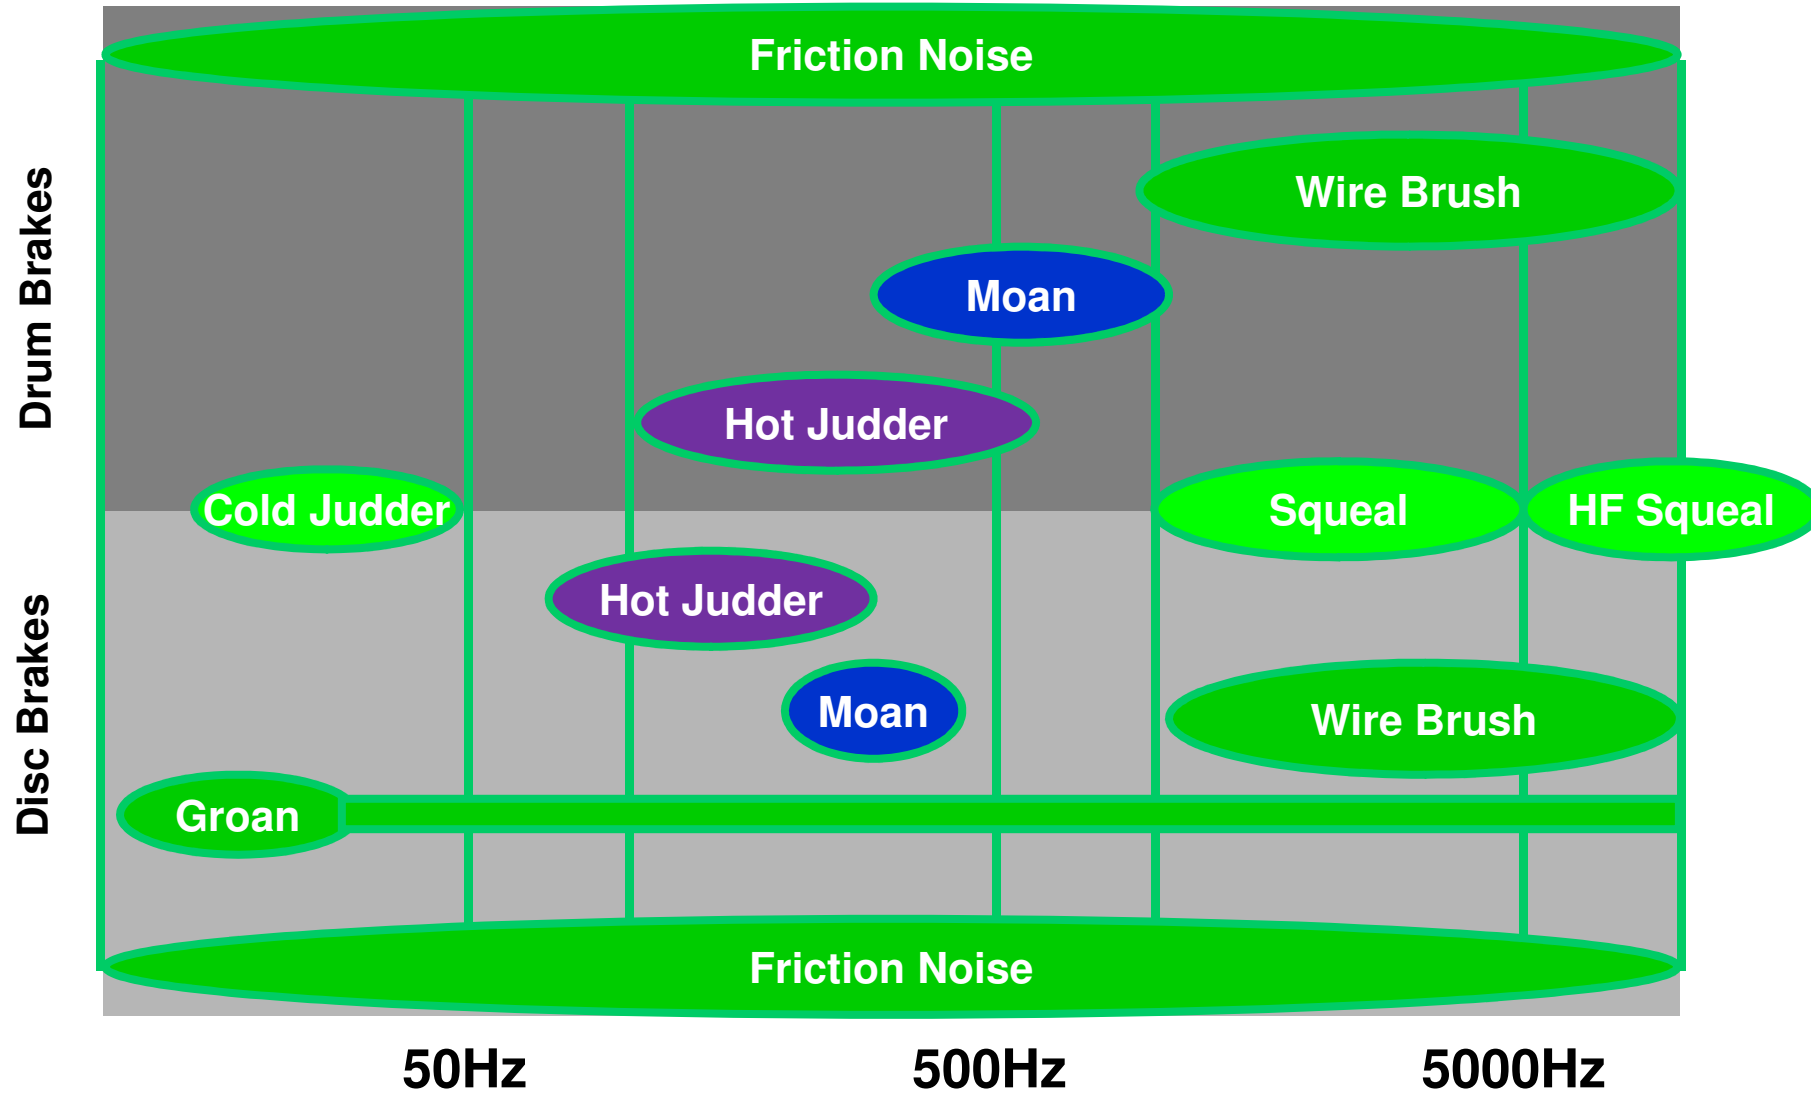 Friction Noise
Drum Brakes
Wire Brush
Moan
Hot Judder
Cold Judder
Squeal
HF Squeal
Disc Brakes
Hot Judder
Moan
Wire Brush
Groan
Friction Noise
50Hz
500Hz
5000Hz